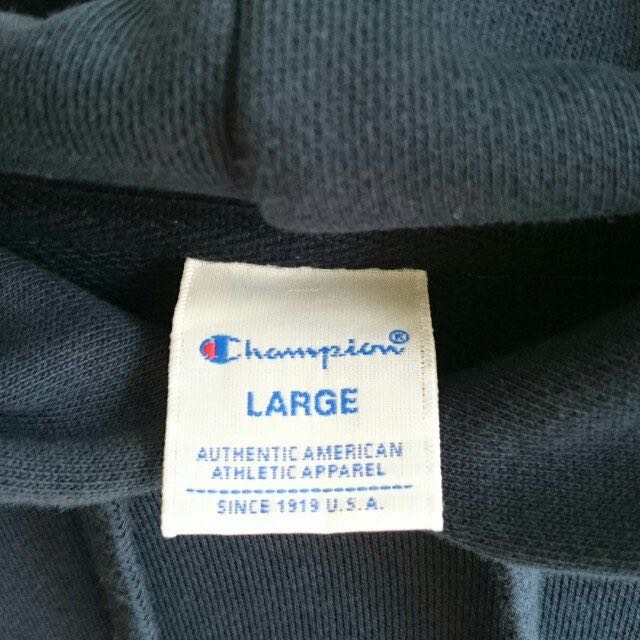 Champion®
LARGE
AUTHENTIC AMERICAN
ATHLETIC APPAREL
SINCE 1919 U.S.A.